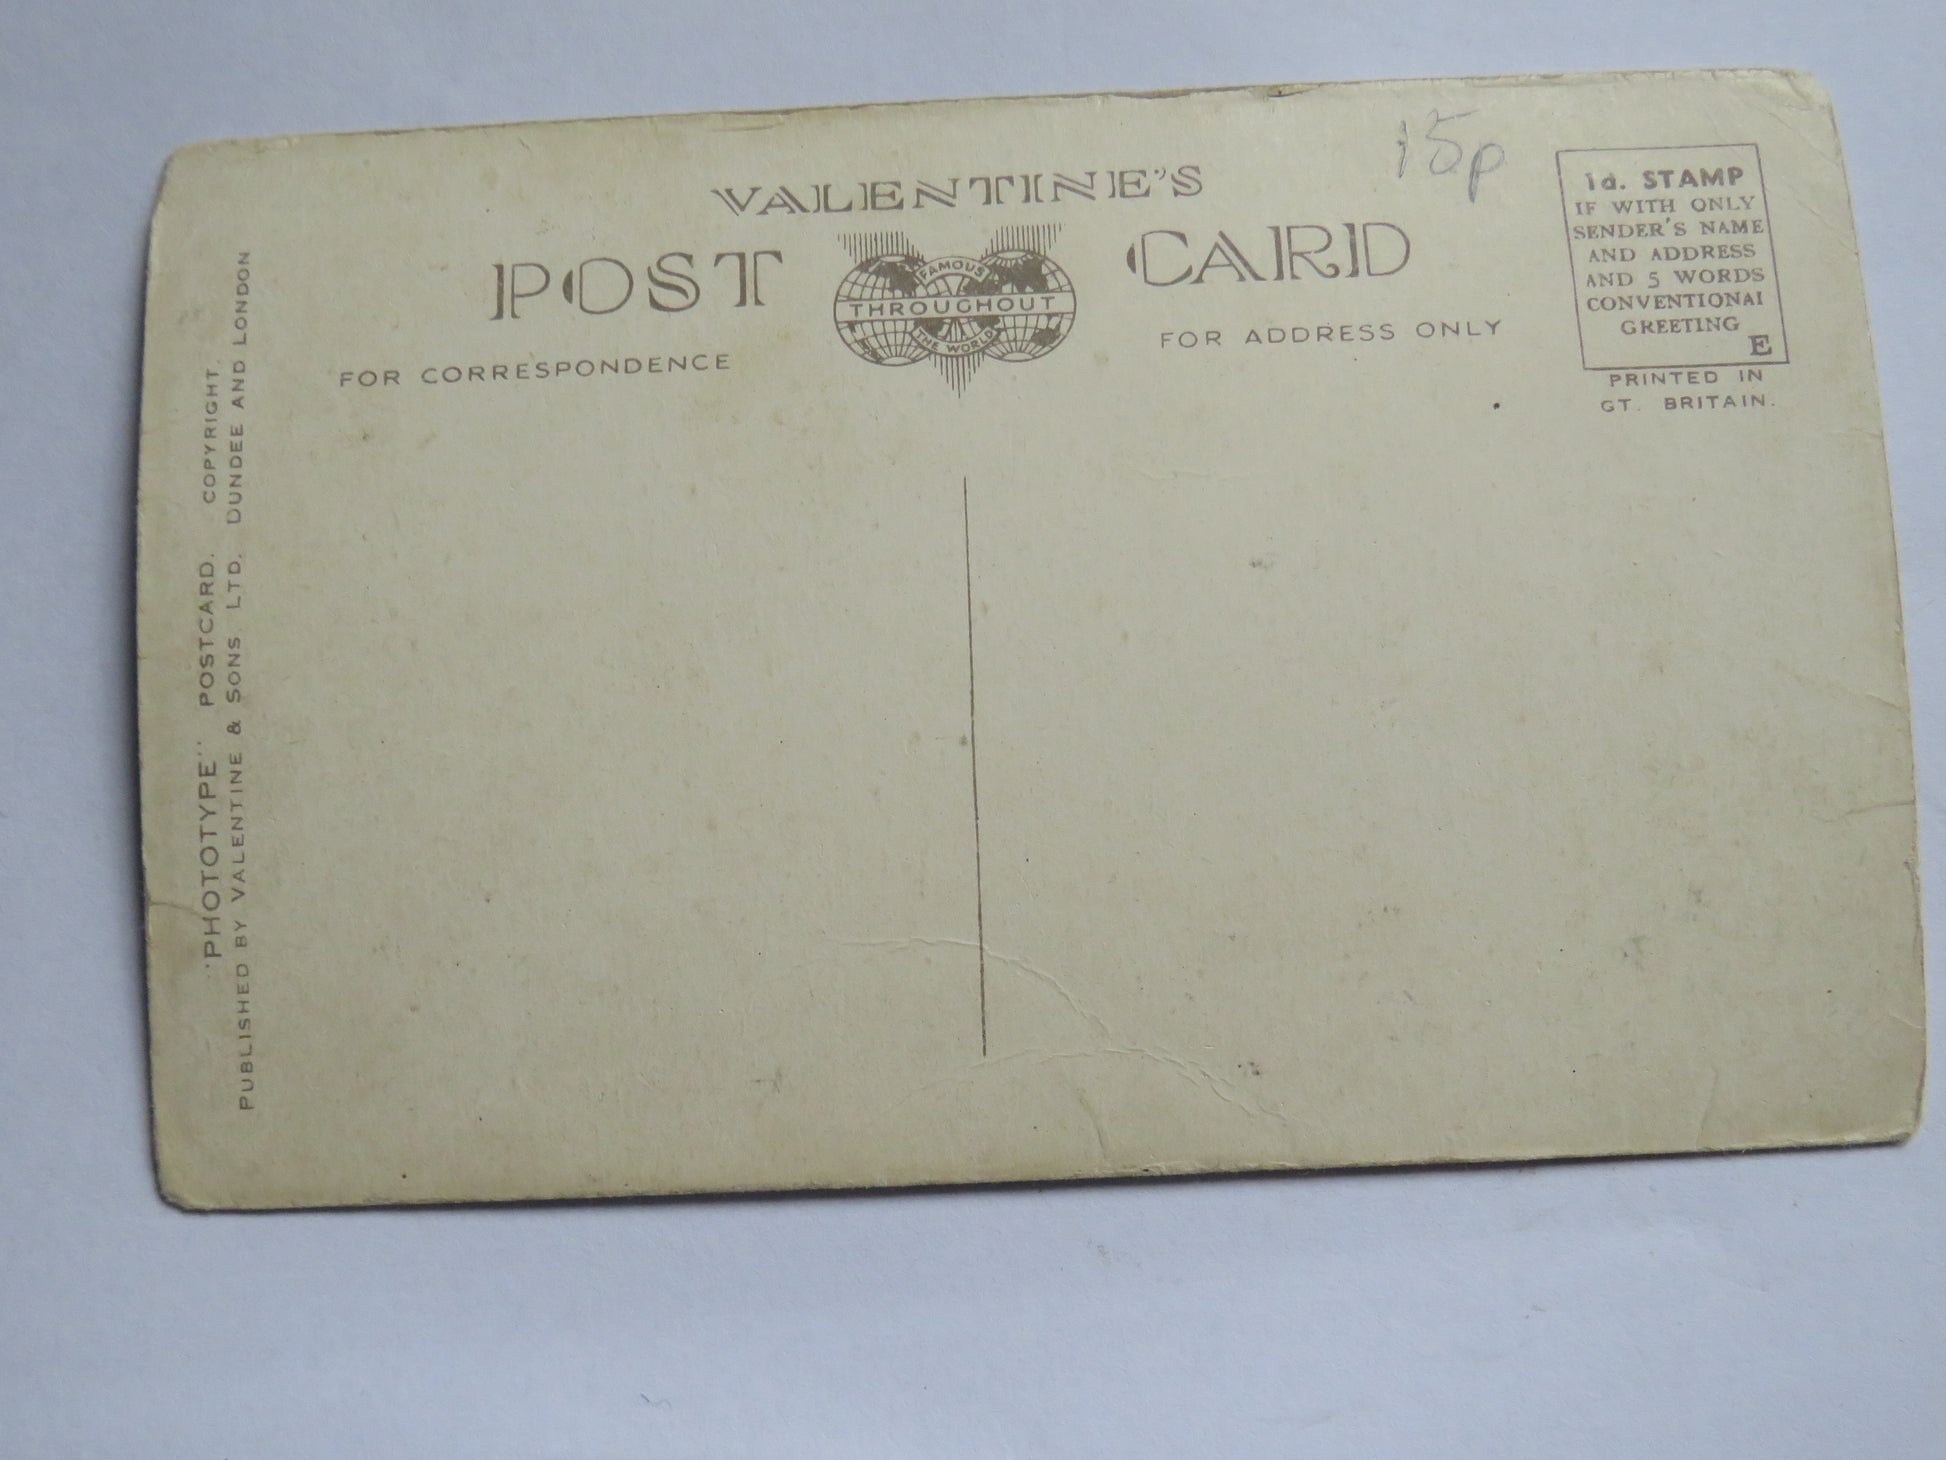 VALENTINE'S
POST CARD
FAMOUS
THROUGHOUT
THE WORLD
FOR CORRESPONDENCE
FOR ADDRESS ONLY
15p
1d. STAMP
IF WITH ONLY
SENDER'S NAME
AND ADDRESS
AND 5 WORDS
CONVENTIONAL
GREETING
E
PRINTED IN
GT. BRITAIN.
"PHOTOTYPE" POSTCARD. COPYRIGHT.
PUBLISHED BY VALENTINE & SONS. LTD. DUNDEE AND LONDON